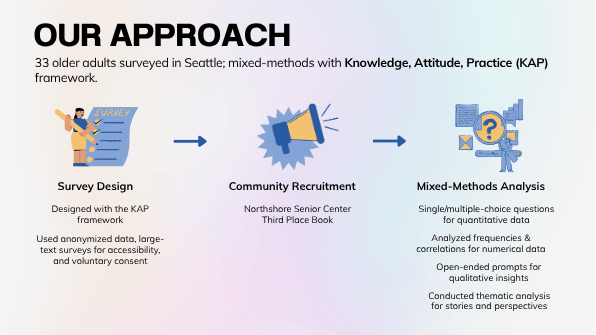 OUR APPROACH
33 older adults surveyed in Seattle; mixed-methods with Knowledge, Attitude, Practice (KAP)
framework.
SURVEY
?
Survey Design
Designed with the KAP
framework
Used anonymized data, large-
text surveys for accessibility,
and voluntary consent
Community Recruitment
Northshore Senior Center
Third Place Book
Mixed-Methods Analysis
Single/multiple-choice questions
for quantitative data
Analyzed frequencies &
correlations for numerical data
Open-ended prompts for
qualitative insights
Conducted thematic analysis
for stories and perspectives